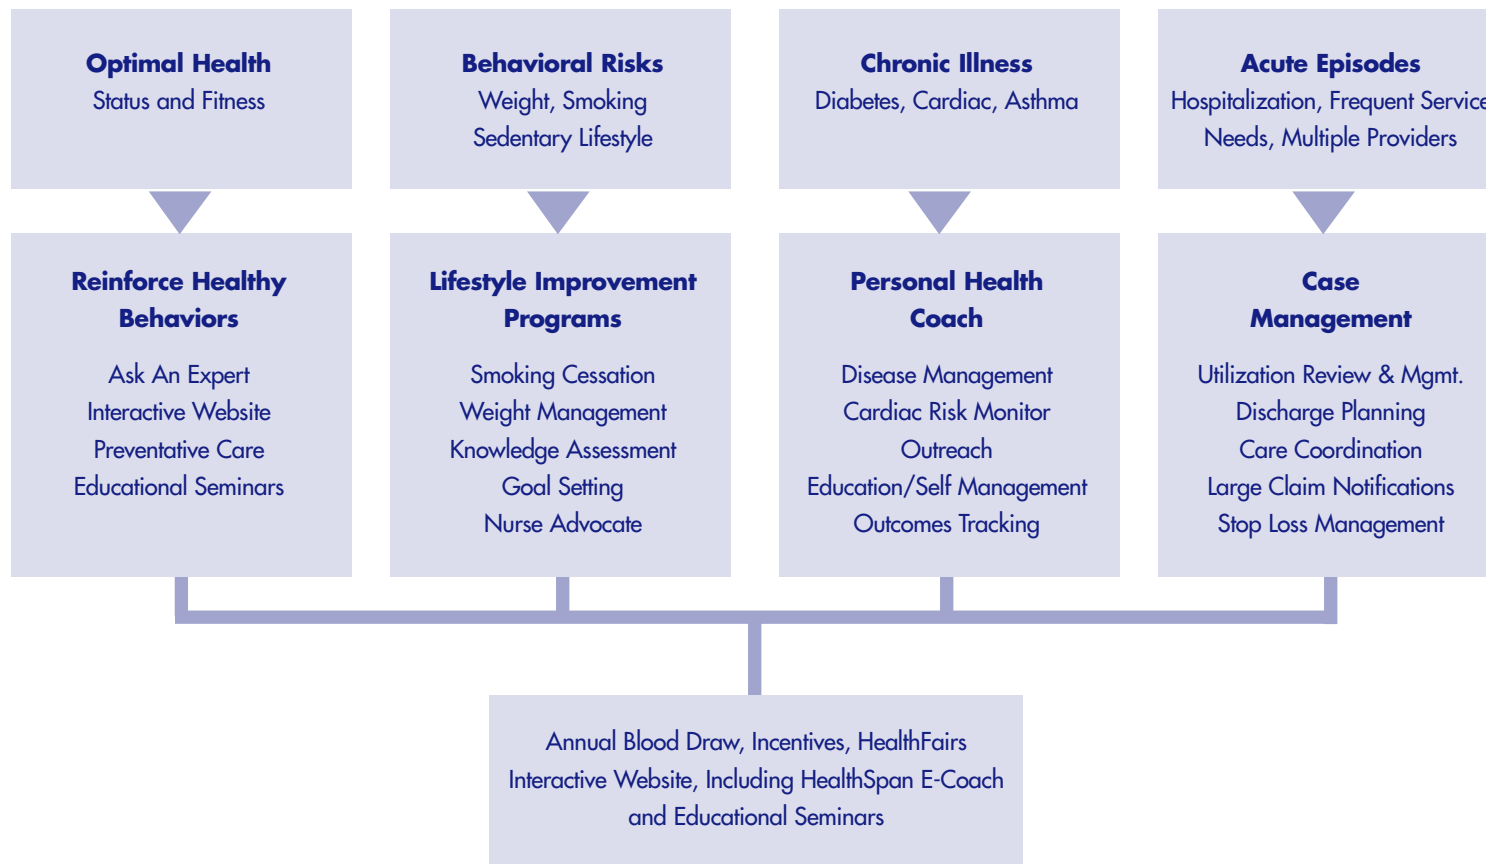 Optimal Health
Status and Fitness
Behavioral Risks
Weight, Smoking
Sedentary Lifestyle
Chronic Illness
Diabetes, Cardiac, Asthma
Acute Episodes
Hospitalization, Frequent Service
Needs, Multiple Providers
Reinforce Healthy
Behaviors
Ask An Expert
Interactive Website
Preventative Care
Educational Seminars
Lifestyle Improvement
Programs
Smoking Cessation
Weight Management
Knowledge Assessment
Goal Setting
Nurse Advocate
Personal Health
Coach
Disease Management
Cardiac Risk Monitor
Outreach
Education/Self Management
Outcomes Tracking
Case
Management
Utilization Review & Mgmt.
Discharge Planning
Care Coordination
Large Claim Notifications
Stop Loss Management
Annual Blood Draw, Incentives, HealthFairs
Interactive Website, Including HealthSpan E-Coach
and Educational Seminars